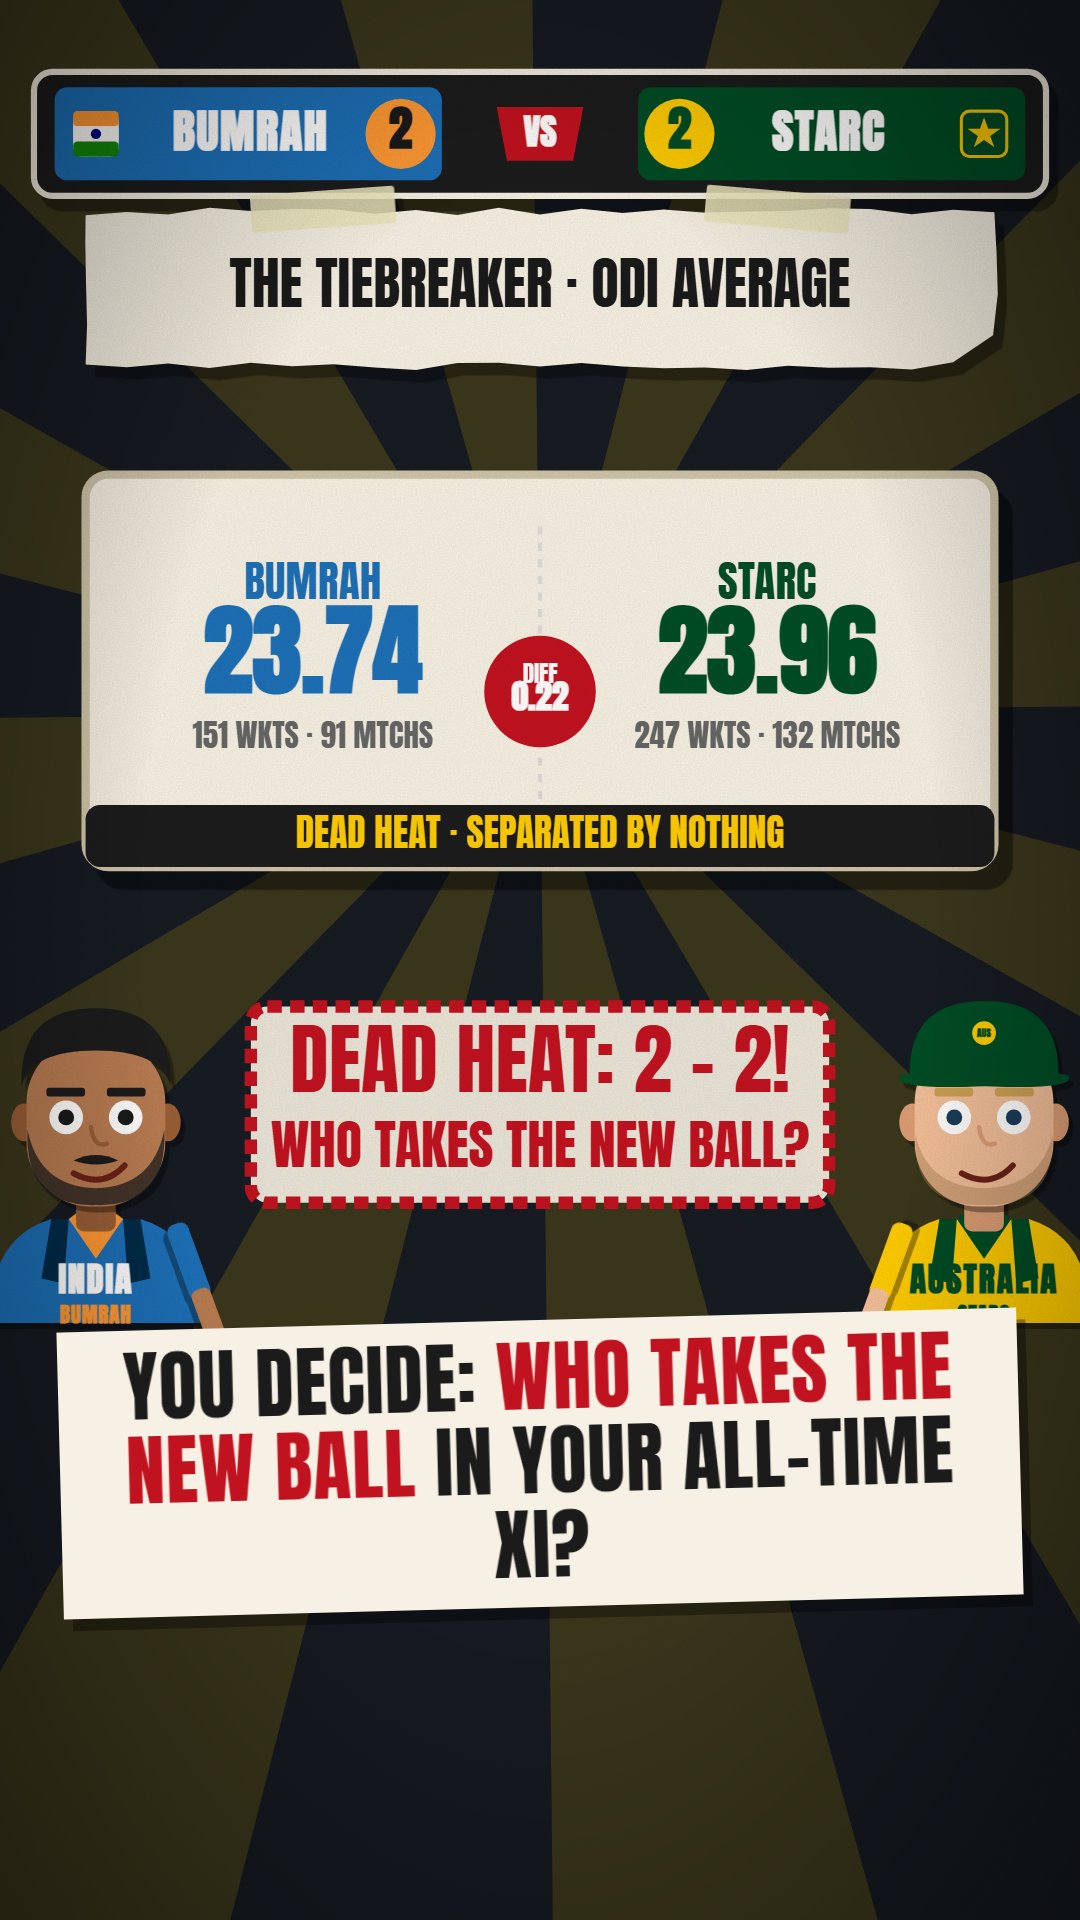 BUMRAH 2 VS 2 STARC
THE TIEBREAKER · ODI AVERAGE
BUMRAH
23.74
151 WKTS · 91 MTCHS
DIFF
0.22
STARC
23.96
247 WKTS · 132 MTCHS
DEAD HEAT · SEPARATED BY NOTHING
DEAD HEAT: 2 - 2!
WHO TAKES THE NEW BALL?
AUS
INDIA
BUMRAH
AUSTRALIA
YOU DECIDE: WHO TAKES THE
NEW BALL IN YOUR ALL-TIME
XI?